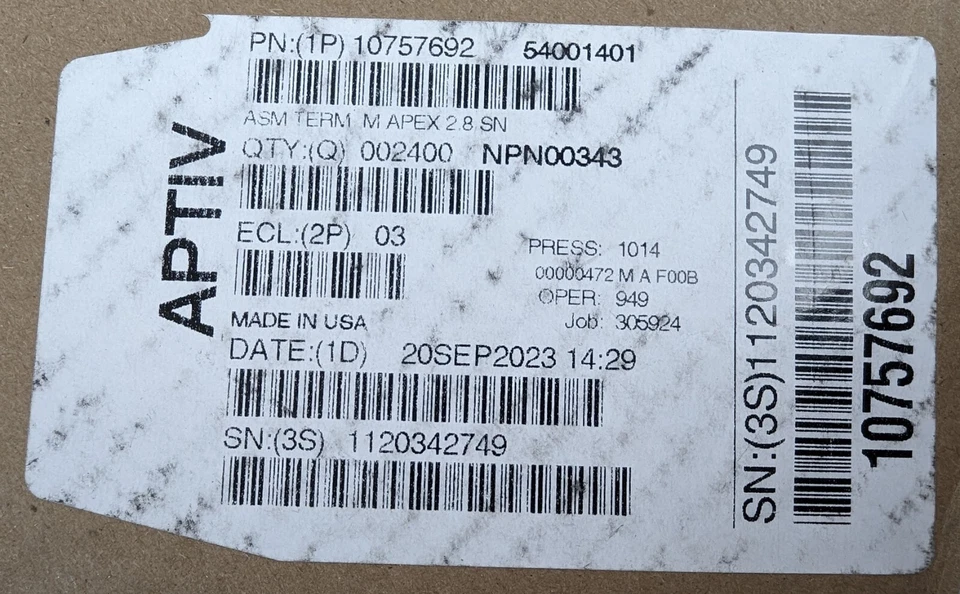 PN:(1P) 10757692 54001401
ASM TERM M APEX 2.8 SN
QTY:(Q) 002400 NPN00343
ECL:(2P) 03
PRESS: 1014
00000472 M A F00B
OPER: 949
Job: 305924
MADE IN USA
DATE:(1D) 20SEP2023 14:29
SN:(3S) 1120342749
APTIV
SN:(3S)1120342749
10757692